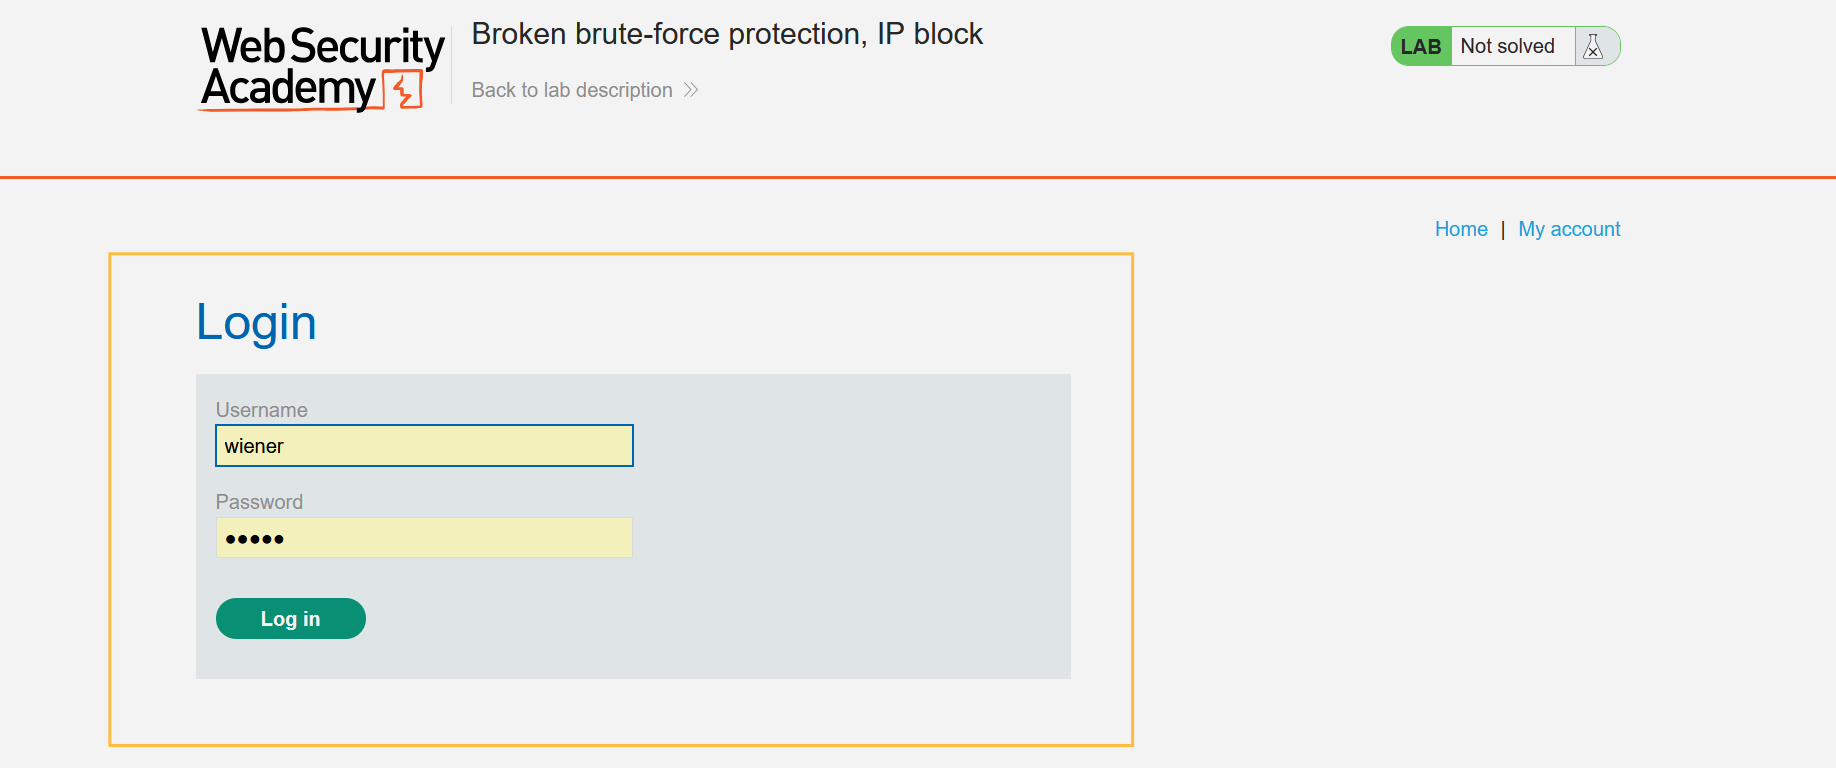 Web Security
Academy
Broken brute-force protection, IP block
Back to lab description
LAB Not solved
Home | My account
Login
Username
wiener
Password
•••••
Log in